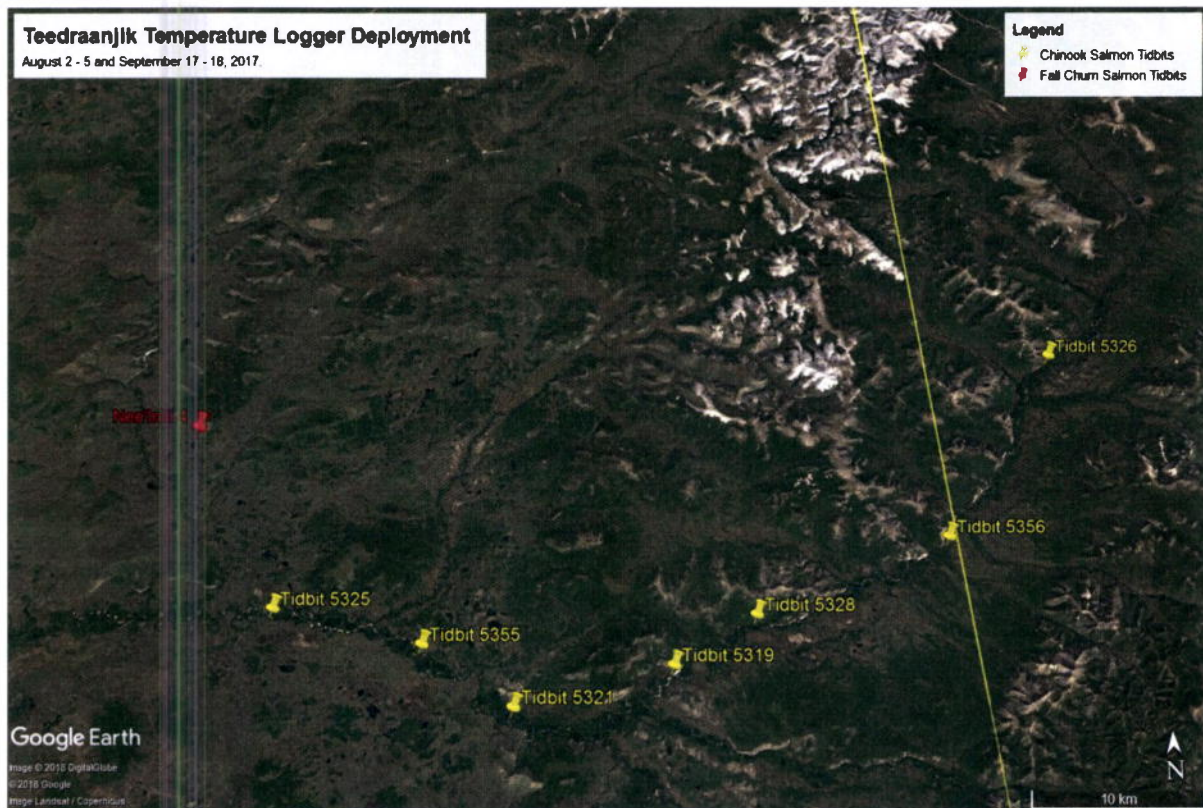 Teedraanjik Temperature Logger Deployment
August 2 - 5 and September 17 - 18, 2017.
Legend
Chinook Salmon Tidbits
Fall Chum Salmon Tidbits
Tidbit 5326
Tidbit 5356
Tidbit 5325
Tidbit 5328
Tidbit 5355
Tidbit 5319
Tidbit 5321
Google Earth
Image © 2018 DigitalGlobe
© 2018 Google
Image Landsat / Copernicus
N
10 km